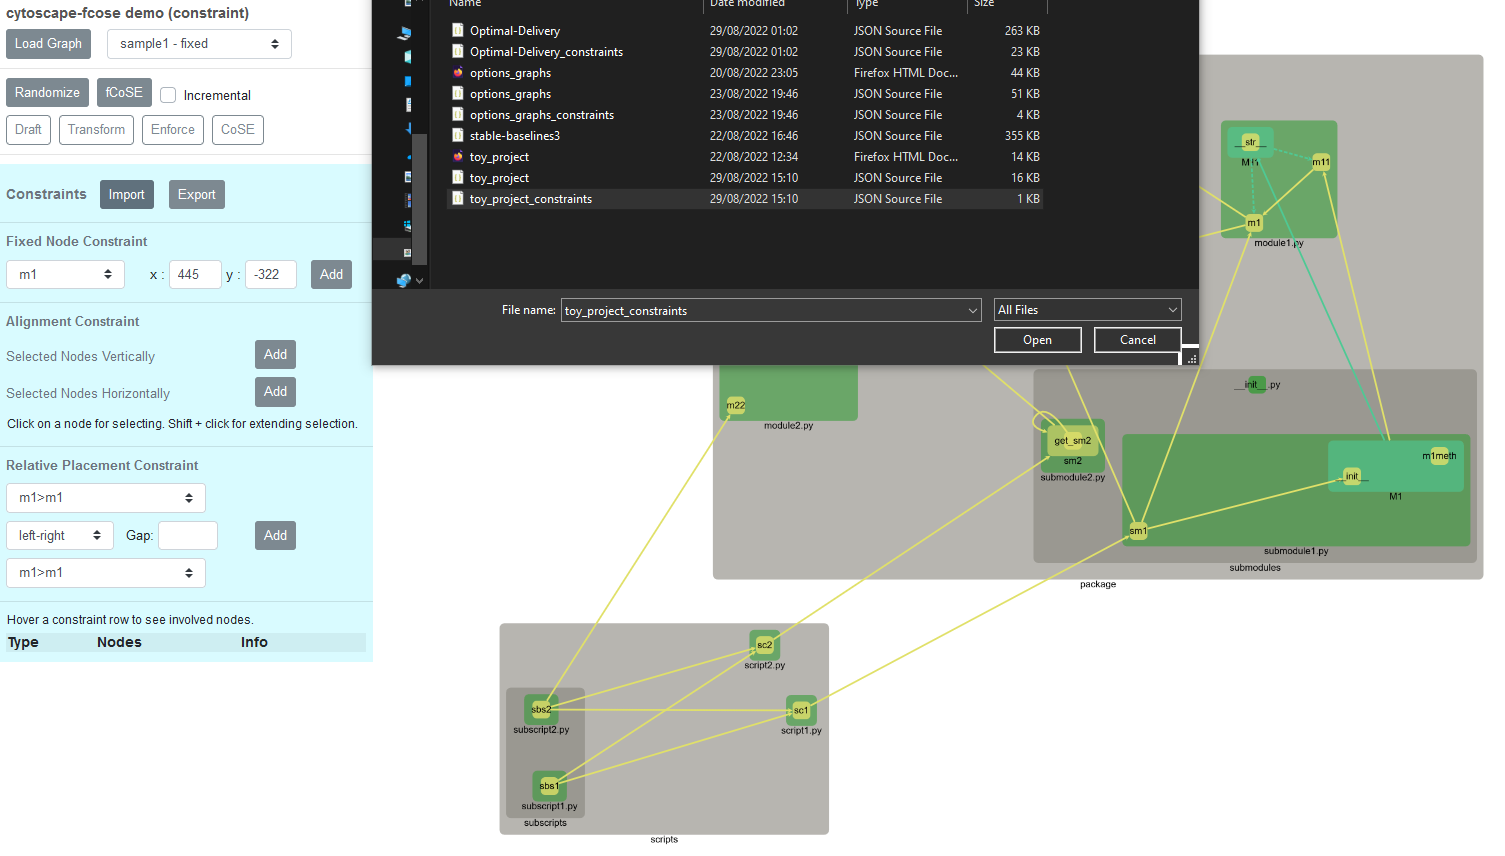 cytoscape-fcose demo (constraint)
Load Graph
sample1 - fixed
Randomize
fCoSE
Incremental
Draft
Transform
Enforce
CoSE
Constraints
Import
Export
Fixed Node Constraint
m1
x :
445
y :
-322
Add
Alignment Constraint
Selected Nodes Vertically
Add
Selected Nodes Horizontally
Add
Click on a node for selecting. Shift + click for extending selection.
Relative Placement Constraint
m1>m1
left-right
Gap:
Add
m1>m1
Hover a constraint row to see involved nodes.
Type Nodes Info
Name Date modified Type Size
Optimal-Delivery 29/08/2022 01:02 JSON Source File 263 KB
Optimal-Delivery_constraints 29/08/2022 01:02 JSON Source File 23 KB
options_graphs 20/08/2022 23:05 Firefox HTML Doc... 44 KB
options_graphs 23/08/2022 19:46 JSON Source File 51 KB
options_graphs_constraints 23/08/2022 19:46 JSON Source File 4 KB
stable-baselines3 22/08/2022 16:46 JSON Source File 355 KB
toy_project 22/08/2022 12:34 Firefox HTML Doc... 14 KB
toy_project 29/08/2022 15:10 JSON Source File 16 KB
toy_project_constraints 29/08/2022 15:10 JSON Source File 1 KB
File name:
toy_project_constraints
All Files
Open
Cancel
__str__
m11
m1
module1.py
m22
module2.py
__init__.py
get_sm2
sm2
submodule2.py
m1meth
__init__
M1
sm1
submodule1.py
submodules
package
sc2
script2.py
sbs2
subscript2.py
sc1
script1.py
sbs1
subscript1.py
subscripts
scripts